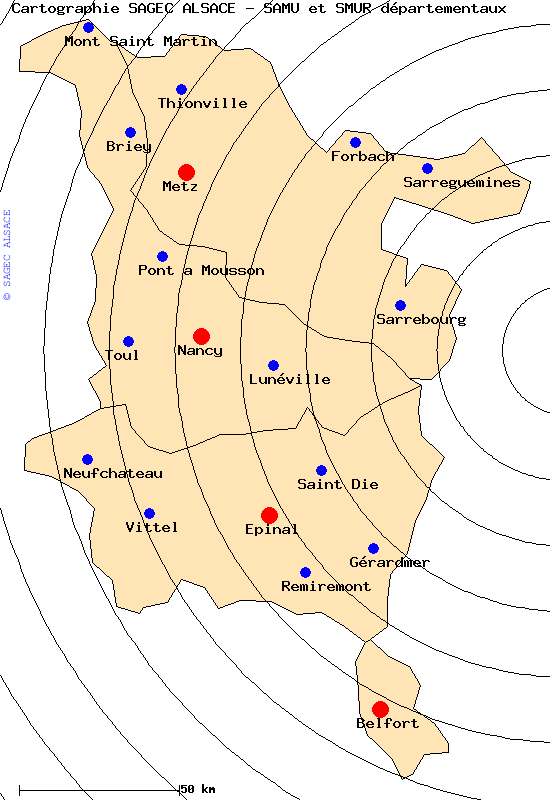 Cartographie SAGEC ALSACE - SAMU et SMUR départementaux
Mont Saint Martin
Thionville
Briey
Forbach
Metz
Sarreguemines
© SAGEC ALSACE
Pont a Mousson
Sarrebourg
Toul
Nancy
Lunéville
Neufchateau
Saint Die
Vittel
Epinal
Gérardmer
Remiremont
Belfort
50 km